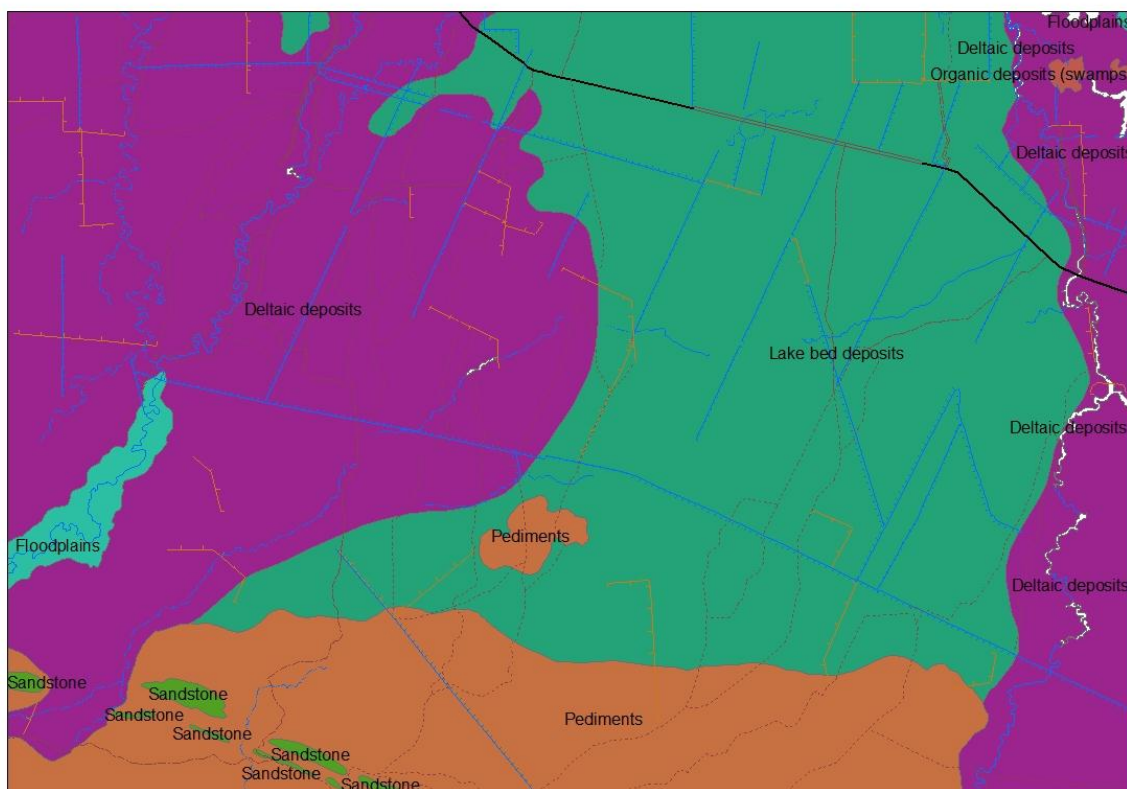 Floodplains
Deltaic deposits
Organic deposits (swamps
Deltaic deposits
Deltaic deposits
Lake bed deposits
Deltaic deposits
Pediments
Floodplains
Deltaic deposits
Sandstone
Sandstone
Sandstone
Pediments
Sandstone
Sandstone
Sandstone
Sandstone